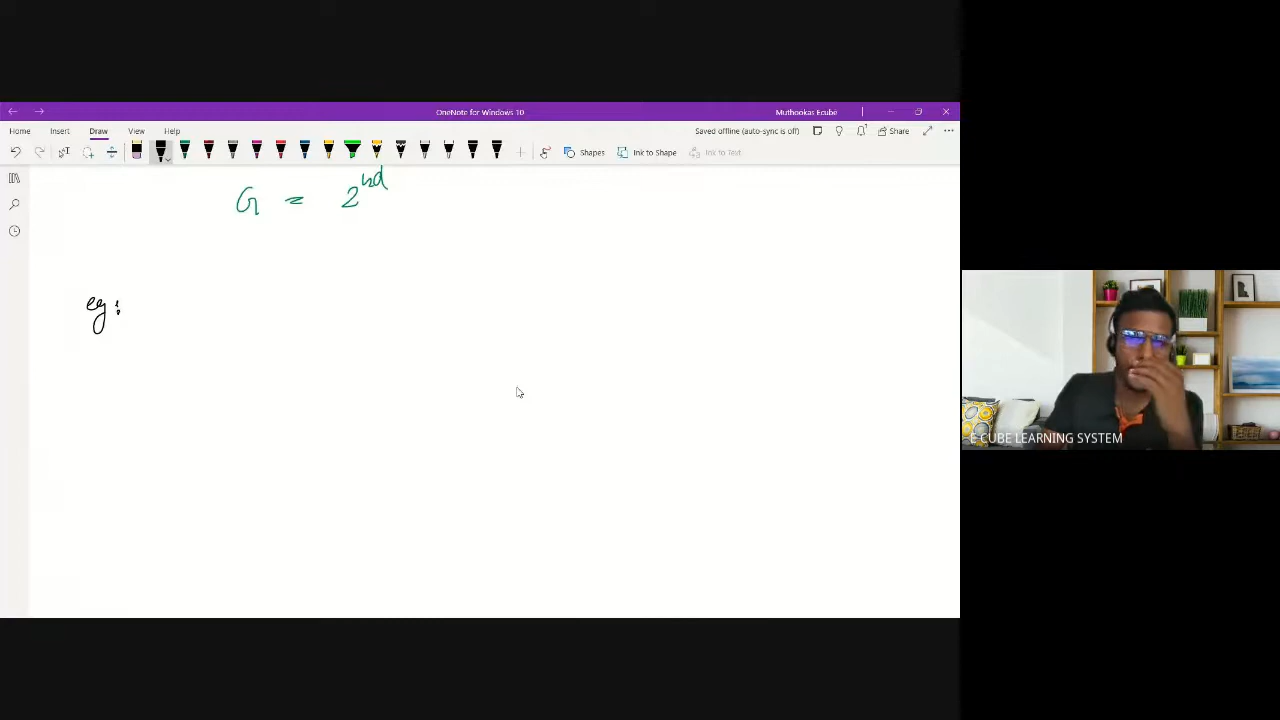 OneNote for Windows 10
Muthookas Ecube
Home Insert Draw View Help
Saved offline (auto-sync is off)
Share
Shapes
Ink to Shape
Ink to Text
G = 2
eg:
E CUBE LEARNING SYSTEM